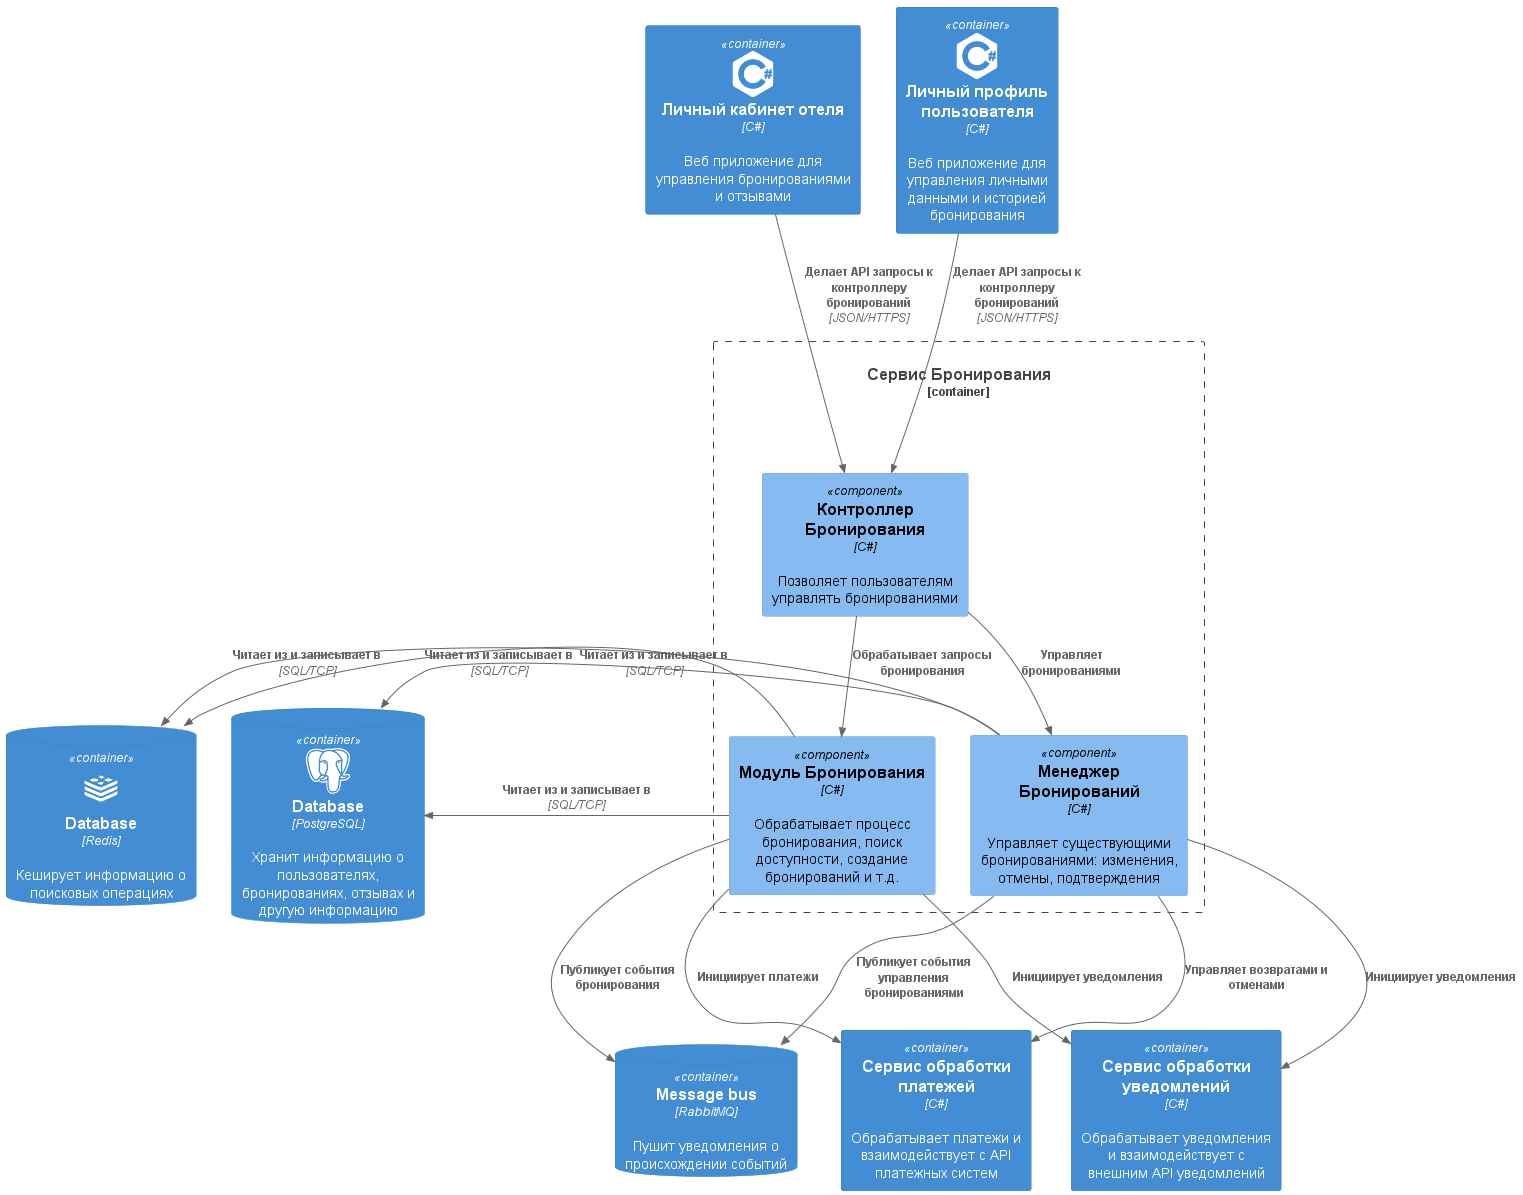 «container»
Личный кабинет отеля
[C#]
Веб приложение для
управления бронированиями
и отзывами
«container»
Личный профиль
пользователя
[C#]
Веб приложение для
управления личными
данными и историей
бронирования
Делает API запросы к
контроллеру
бронирований
[JSON/HTTPS]
Делает API запросы к
контроллеру
бронирований
[JSON/HTTPS]
Сервис Бронирования
[container]
«component»
Контроллер
Бронирования
[C#]
Позволяет пользователям
управлять бронированиями
Читает из и записывает в
[SQL/TCP]
Читает из и записывает в
[SQL/TCP]
Читает из и записывает в
[SQL/TCP]
Обрабатывает запросы
бронирования
Управляет
бронированиями
«container»
Database
[Redis]
Кеширует информацию о
поисковых операциях
«container»
Database
[PostgreSQL]
Хранит информацию о
пользователях,
бронированиях, отзывах и
другую информацию
Читает из и записывает в
[SQL/TCP]
«component»
Модуль Бронирования
[C#]
Обрабатывает процесс
бронирования, поиск
доступности, создание
бронирований и т.д.
«component»
Менеджер
Бронирований
[C#]
Управляет существующими
бронированиями: изменения,
отмены, подтверждения
Публикует события
бронирования
Инициирует платежи
Публикует события
управления
бронированиями
Инициирует уведомления
Управляет возвратами и
отменами
Инициирует уведомления
«container»
Message bus
[RabbitMQ]
Пушит уведомления о
происхождении событий
«container»
Сервис обработки
платежей
[C#]
Обрабатывает платежи и
взаимодействует с API
платежных систем
«container»
Сервис обработки
уведомлений
[C#]
Обрабатывает уведомления
и взаимодействует с
внешним API уведомлений